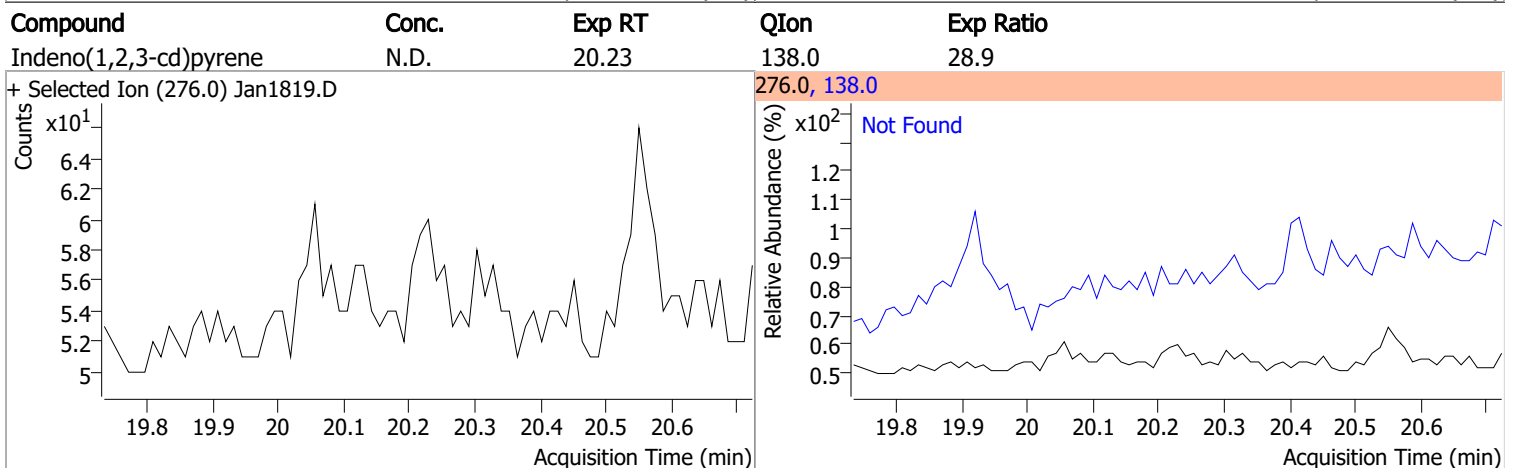 Compound Conc. Exp RT QIon Exp Ratio
Indeno(1,2,3-cd)pyrene N.D. 20.23 138.0 28.9
+ Selected Ion (276.0) Jan1819.D
Counts
x10^1
6.4
6.2
6
5.8
5.6
5.4
5.2
5
19.8 19.9 20 20.1 20.2 20.3 20.4 20.5 20.6
Acquisition Time (min)
276.0, 138.0
Relative Abundance (%)
x10^2
Not Found
1.2
1.1
1
0.9
0.8
0.7
0.6
0.5
19.8 19.9 20 20.1 20.2 20.3 20.4 20.5 20.6
Acquisition Time (min)